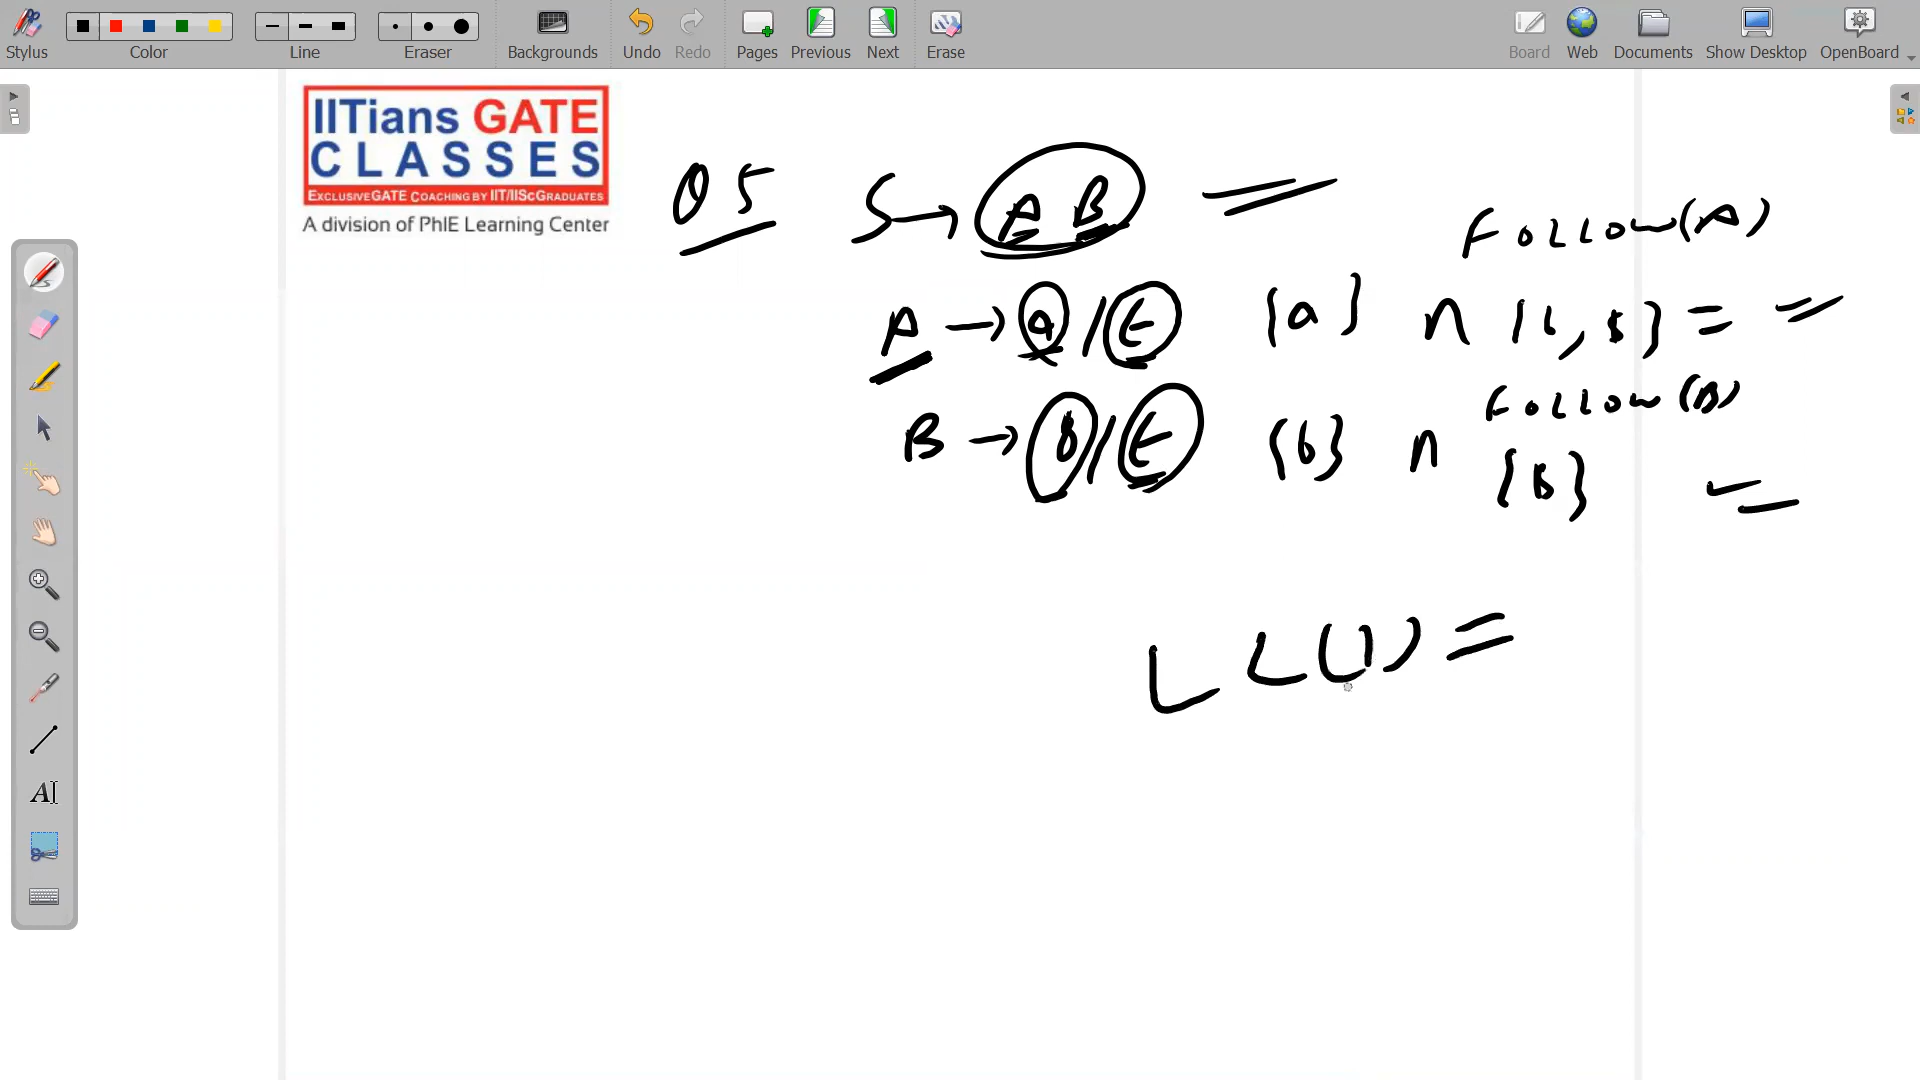 Stylus Color Line Eraser Backgrounds Undo Redo Pages Previous Next Erase Board Web Documents Show Desktop OpenBoard
IITians GATE
CLASSES
EXCLUSIVE GATE COACHING BY IIT/IISc GRADUATES
A division of PhIE Learning Center
Q5 S → A B
Follow(A)
A → a / ε {a} ∩ {b, $} =
Follow(B)
B → b / ε {b} ∩
{$}
LL(1) =
AI